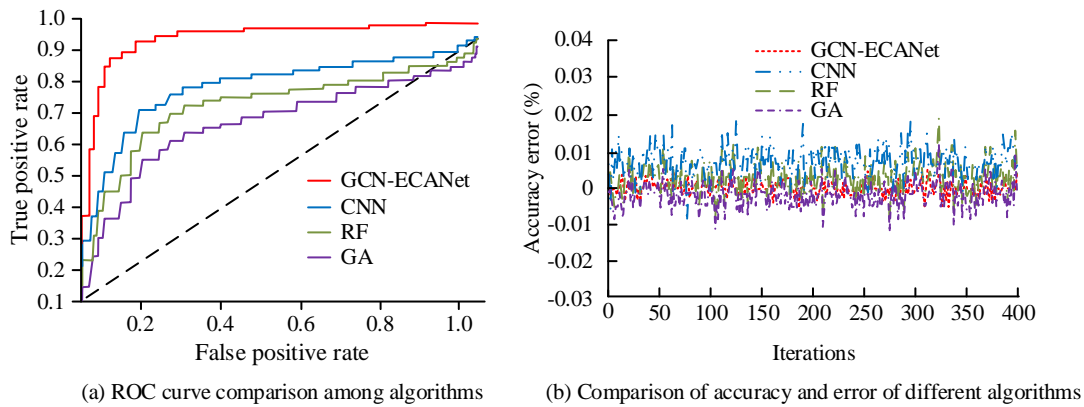 1.0
0.9
0.8
0.7
0.6
0.5
0.4
0.3
0.2
0.1
True positive rate
GCN-ECANet
CNN
RF
GA
0.2 0.4 0.6 0.8 1.0
False positive rate
(a) ROC curve comparison among algorithms
0.04
0.03
0.02
0.01
0
-0.01
-0.02
-0.03
Accuracy error (%)
GCN-ECANet
CNN
RF
GA
0 50 100 150 200 250 300 350 400
Iterations
(b) Comparison of accuracy and error of different algorithms